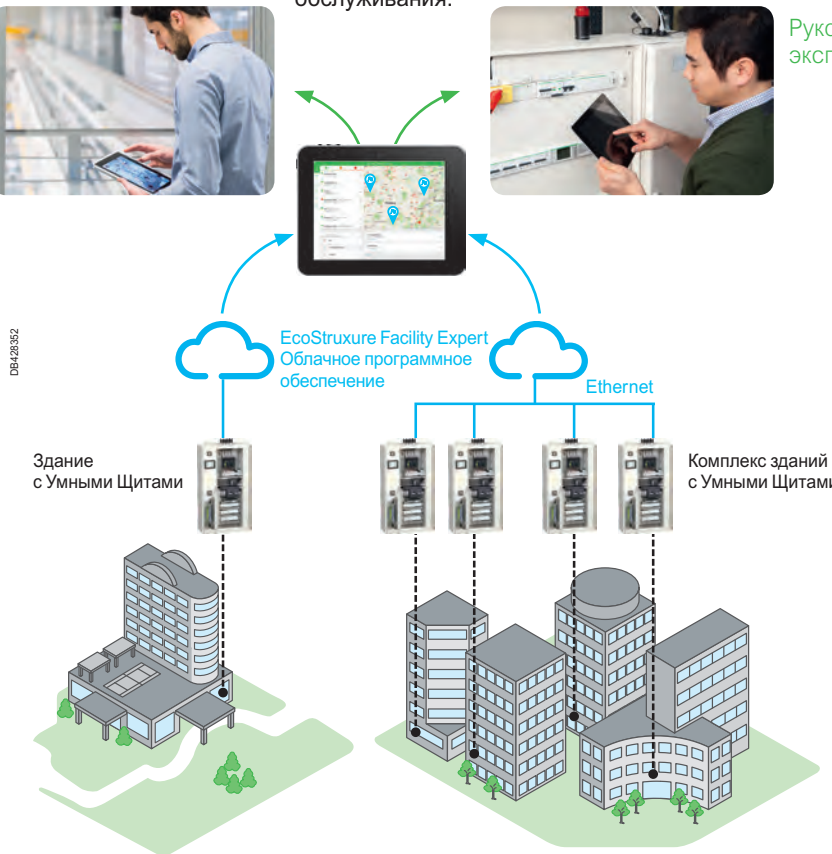 обслуживания.
Руко
эксп
DB428352
EcoStruxure Facility Expert
Облачное программное
обеспечение
Ethernet
Здание
с Умными Щитами
Комплекс зданий
с Умными Щитами